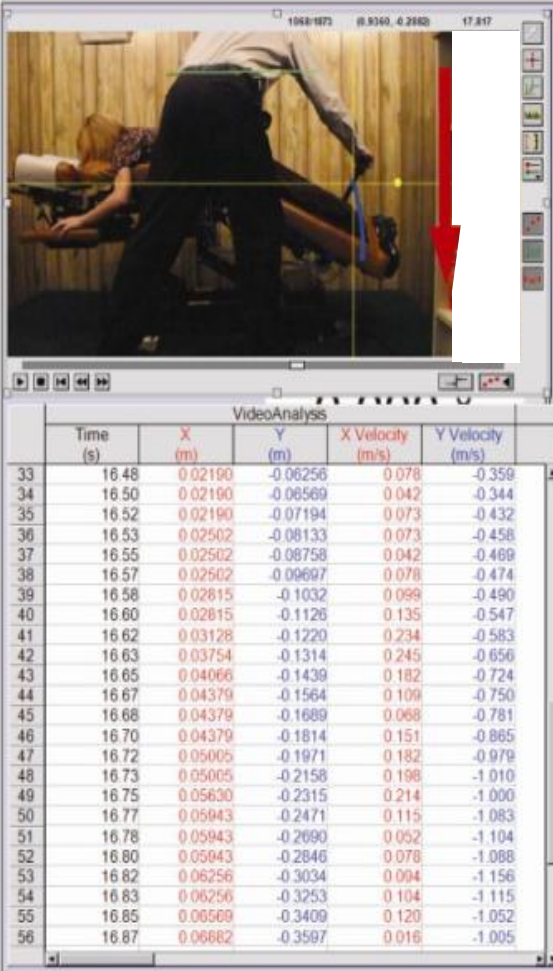 1068/1873 (0.9360, -0.2882) 17.817
VideoAnalysis
Time X Y X Velocity Y Velocity
(s) (m) (m) (m/s) (m/s)
33 16.48 0.02190 -0.06256 0.078 -0.359
34 16.50 0.02190 -0.06569 0.042 -0.344
35 16.52 0.02190 -0.07194 0.073 -0.432
36 16.53 0.02502 -0.08133 0.073 -0.458
37 16.55 0.02502 -0.08758 0.042 -0.469
38 16.57 0.02502 -0.09697 0.078 -0.474
39 16.58 0.02815 -0.1032 0.099 -0.490
40 16.60 0.02815 -0.1126 0.135 -0.547
41 16.62 0.03128 -0.1220 0.234 -0.583
42 16.63 0.03754 -0.1314 0.245 -0.656
43 16.65 0.04066 -0.1439 0.182 -0.724
44 16.67 0.04379 -0.1564 0.109 -0.750
45 16.68 0.04379 -0.1689 0.068 -0.781
46 16.70 0.04379 -0.1814 0.151 -0.865
47 16.72 0.05005 -0.1971 0.182 -0.979
48 16.73 0.05005 -0.2158 0.198 -1.010
49 16.75 0.05630 -0.2315 0.214 -1.000
50 16.77 0.05943 -0.2471 0.115 -1.083
51 16.78 0.05943 -0.2690 0.052 -1.104
52 16.80 0.05943 -0.2846 0.078 -1.088
53 16.82 0.06256 -0.3034 0.094 -1.156
54 16.83 0.06256 -0.3253 0.104 -1.115
55 16.85 0.06569 -0.3409 0.120 -1.052
56 16.87 0.06882 -0.3597 0.016 -1.005